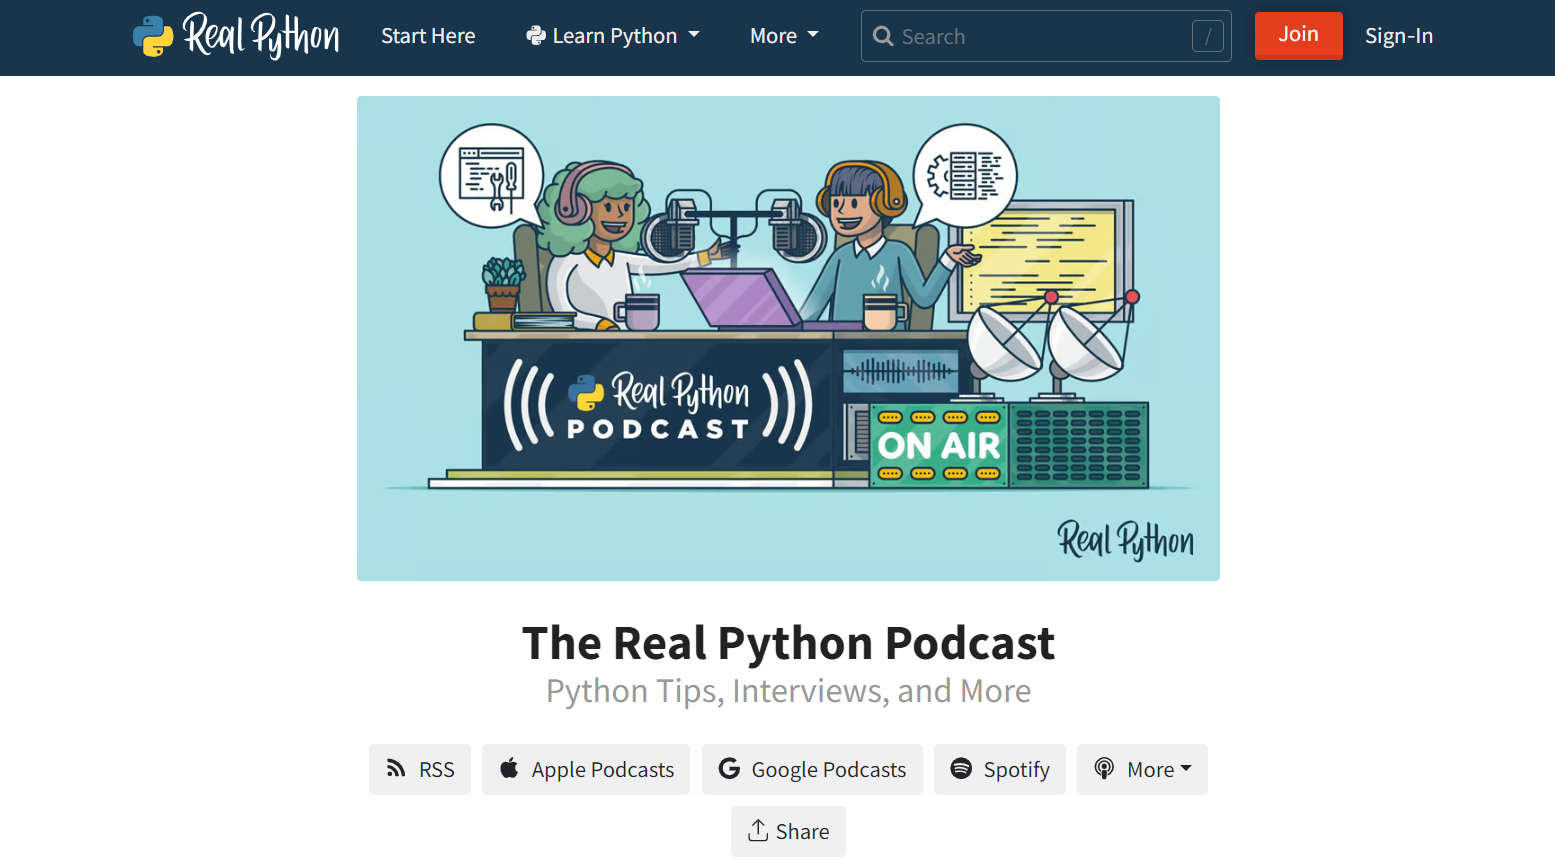 Real Python Start Here Learn Python More Search / Join Sign-In
Real Python
PODCAST
ON AIR
Real Python
The Real Python Podcast
Python Tips, Interviews, and More
RSS Apple Podcasts Google Podcasts Spotify More
Share